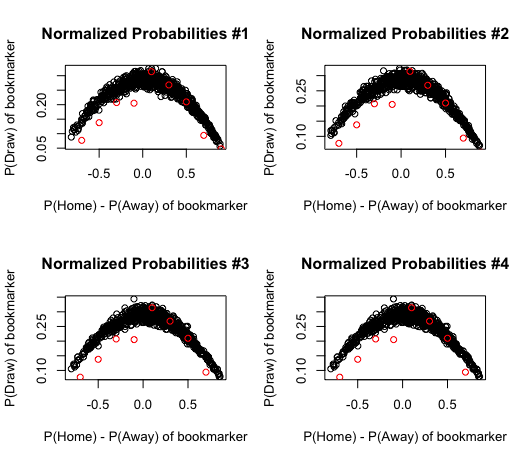 Normalized Probabilities #1
P(Draw) of bookmarker
0.05 0.20
-0.5 0.0 0.5
P(Home) - P(Away) of bookmarker
Normalized Probabilities #2
P(Draw) of bookmarker
0.10 0.25
-0.5 0.0 0.5
P(Home) - P(Away) of bookmarker
Normalized Probabilities #3
P(Draw) of bookmarker
0.10 0.25
-0.5 0.0 0.5
P(Home) - P(Away) of bookmarker
Normalized Probabilities #4
P(Draw) of bookmarker
0.10 0.25
-0.5 0.0 0.5
P(Home) - P(Away) of bookmarker